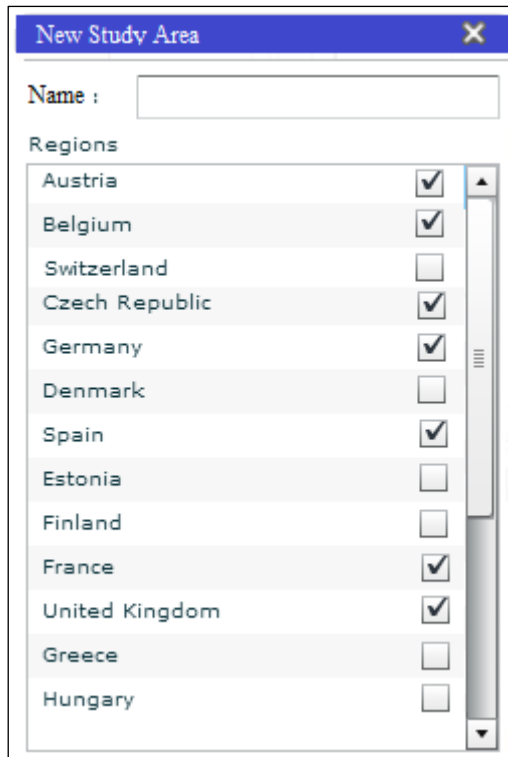 New Study Area
Name :
Regions
Austria
Belgium
Switzerland
Czech Republic
Germany
Denmark
Spain
Estonia
Finland
France
United Kingdom
Greece
Hungary